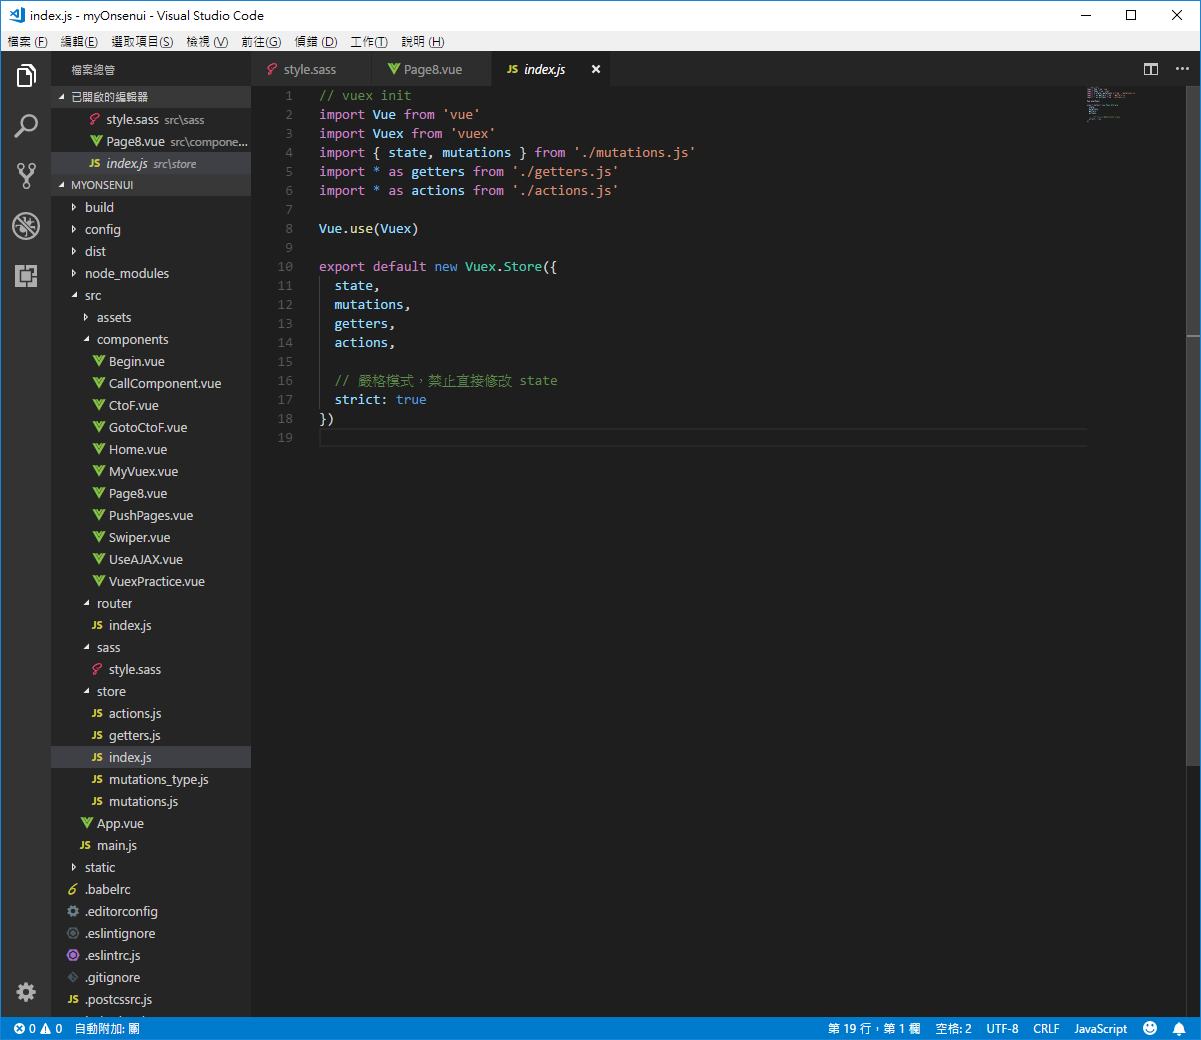 index.js - myOnsenui - Visual Studio Code
檔案 (F) 編輯(E) 選取項目(S) 檢視 (V) 前往(G) 偵錯 (D) 工作(T) 說明 (H)
檔案總管
已開啟的編輯器
style.sass src\sass
Page8.vue src\compone...
JS index.js src\store
MYONSENUI
build
config
dist
node_modules
src
assets
components
Begin.vue
CallComponent.vue
CtoF.vue
GotoCtoF.vue
Home.vue
MyVuex.vue
Page8.vue
PushPages.vue
Swiper.vue
UseAJAX.vue
VuexPractice.vue
router
JS index.js
sass
style.sass
store
JS actions.js
JS getters.js
JS index.js
JS mutations_type.js
JS mutations.js
App.vue
JS main.js
static
.babelrc
.editorconfig
.eslintignore
.eslintrc.js
.gitignore
JS .postcssrc.js
style.sass Page8.vue JS index.js
1 // vuex init
2 import Vue from 'vue'
3 import Vuex from 'vuex'
4 import { state, mutations } from './mutations.js'
5 import * as getters from './getters.js'
6 import * as actions from './actions.js'
7
8 Vue.use(Vuex)
9
10 export default new Vuex.Store({
11 state,
12 mutations,
13 getters,
14 actions,
15
16 // 嚴格模式，禁止直接修改 state
17 strict: true
18 })
19
0 0 自動附加: 關 第 19 行，第 1 欄 空格: 2 UTF-8 CRLF JavaScript